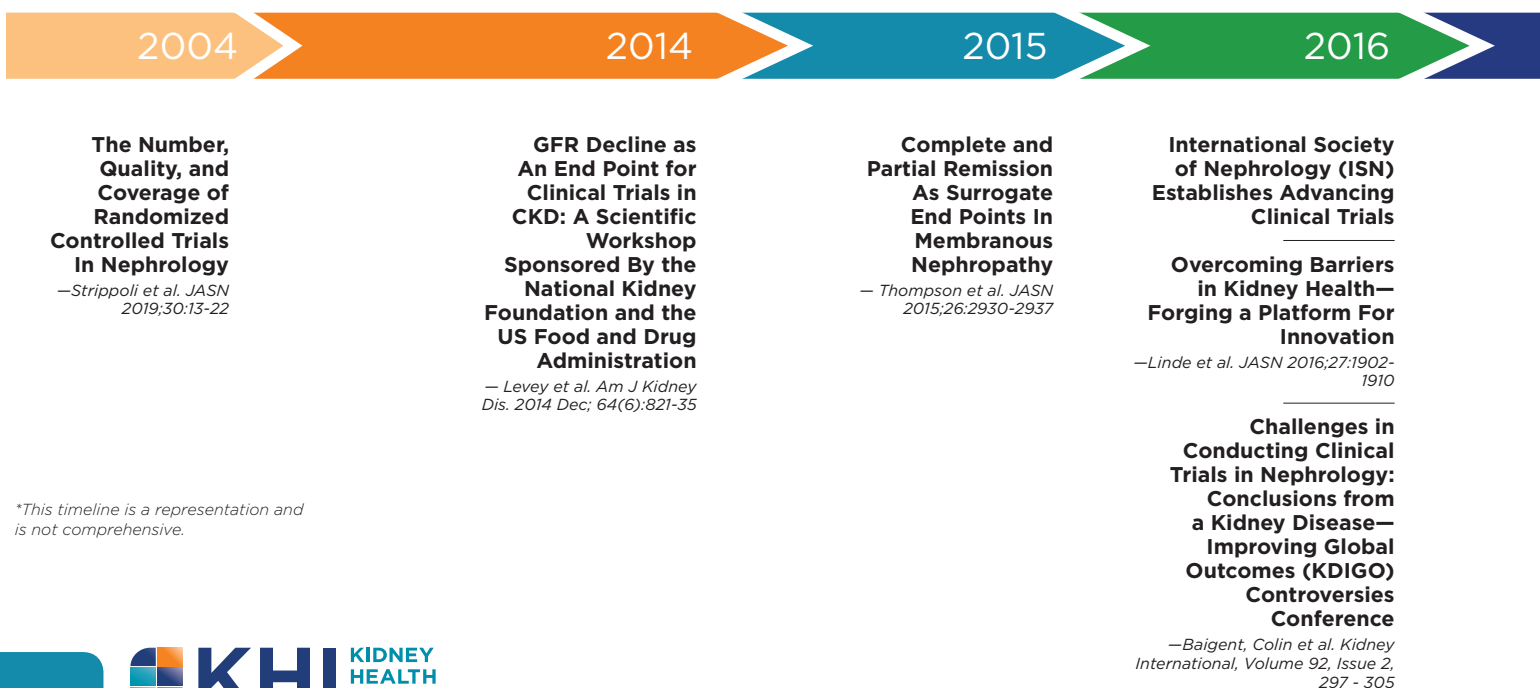 2004
2014
2015
2016
The Number,
Quality, and
Coverage of
Randomized
Controlled Trials
In Nephrology
—Strippoli et al. JASN
2019;30:13-22
GFR Decline as
An End Point for
Clinical Trials in
CKD: A Scientific
Workshop
Sponsored By the
National Kidney
Foundation and the
US Food and Drug
Administration
— Levey et al. Am J Kidney
Dis. 2014 Dec; 64(6):821-35
Complete and
Partial Remission
As Surrogate
End Points In
Membranous
Nephropathy
— Thompson et al. JASN
2015;26:2930-2937
International Society
of Nephrology (ISN)
Establishes Advancing
Clinical Trials
Overcoming Barriers
in Kidney Health—
Forging a Platform For
Innovation
—Linde et al. JASN 2016;27:1902-
1910
Challenges in
Conducting Clinical
Trials in Nephrology:
Conclusions from
a Kidney Disease—
Improving Global
Outcomes (KDIGO)
Controversies
Conference
—Baigent, Colin et al. Kidney
International, Volume 92, Issue 2,
297 - 305
*This timeline is a representation and
is not comprehensive.
KHI
KIDNEY
HEALTH